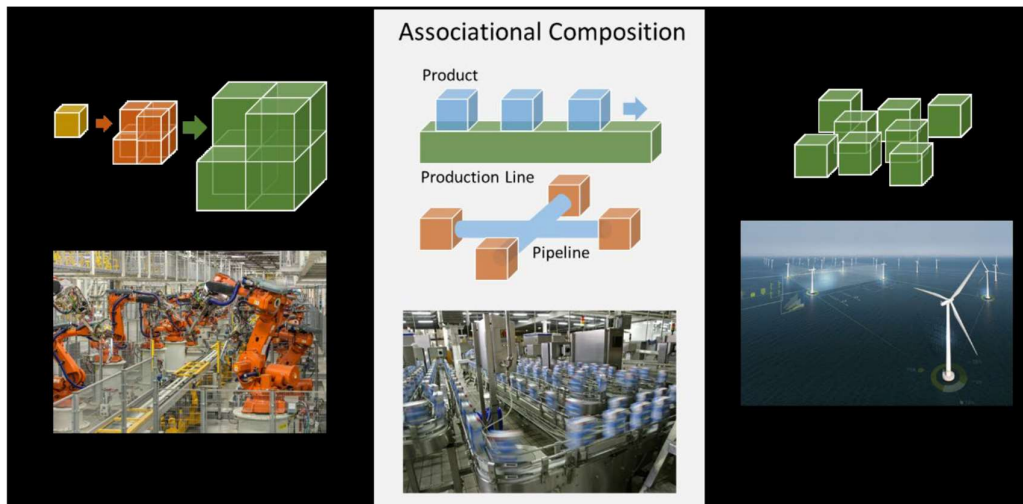 Associational Composition
Product
Production Line
Pipeline